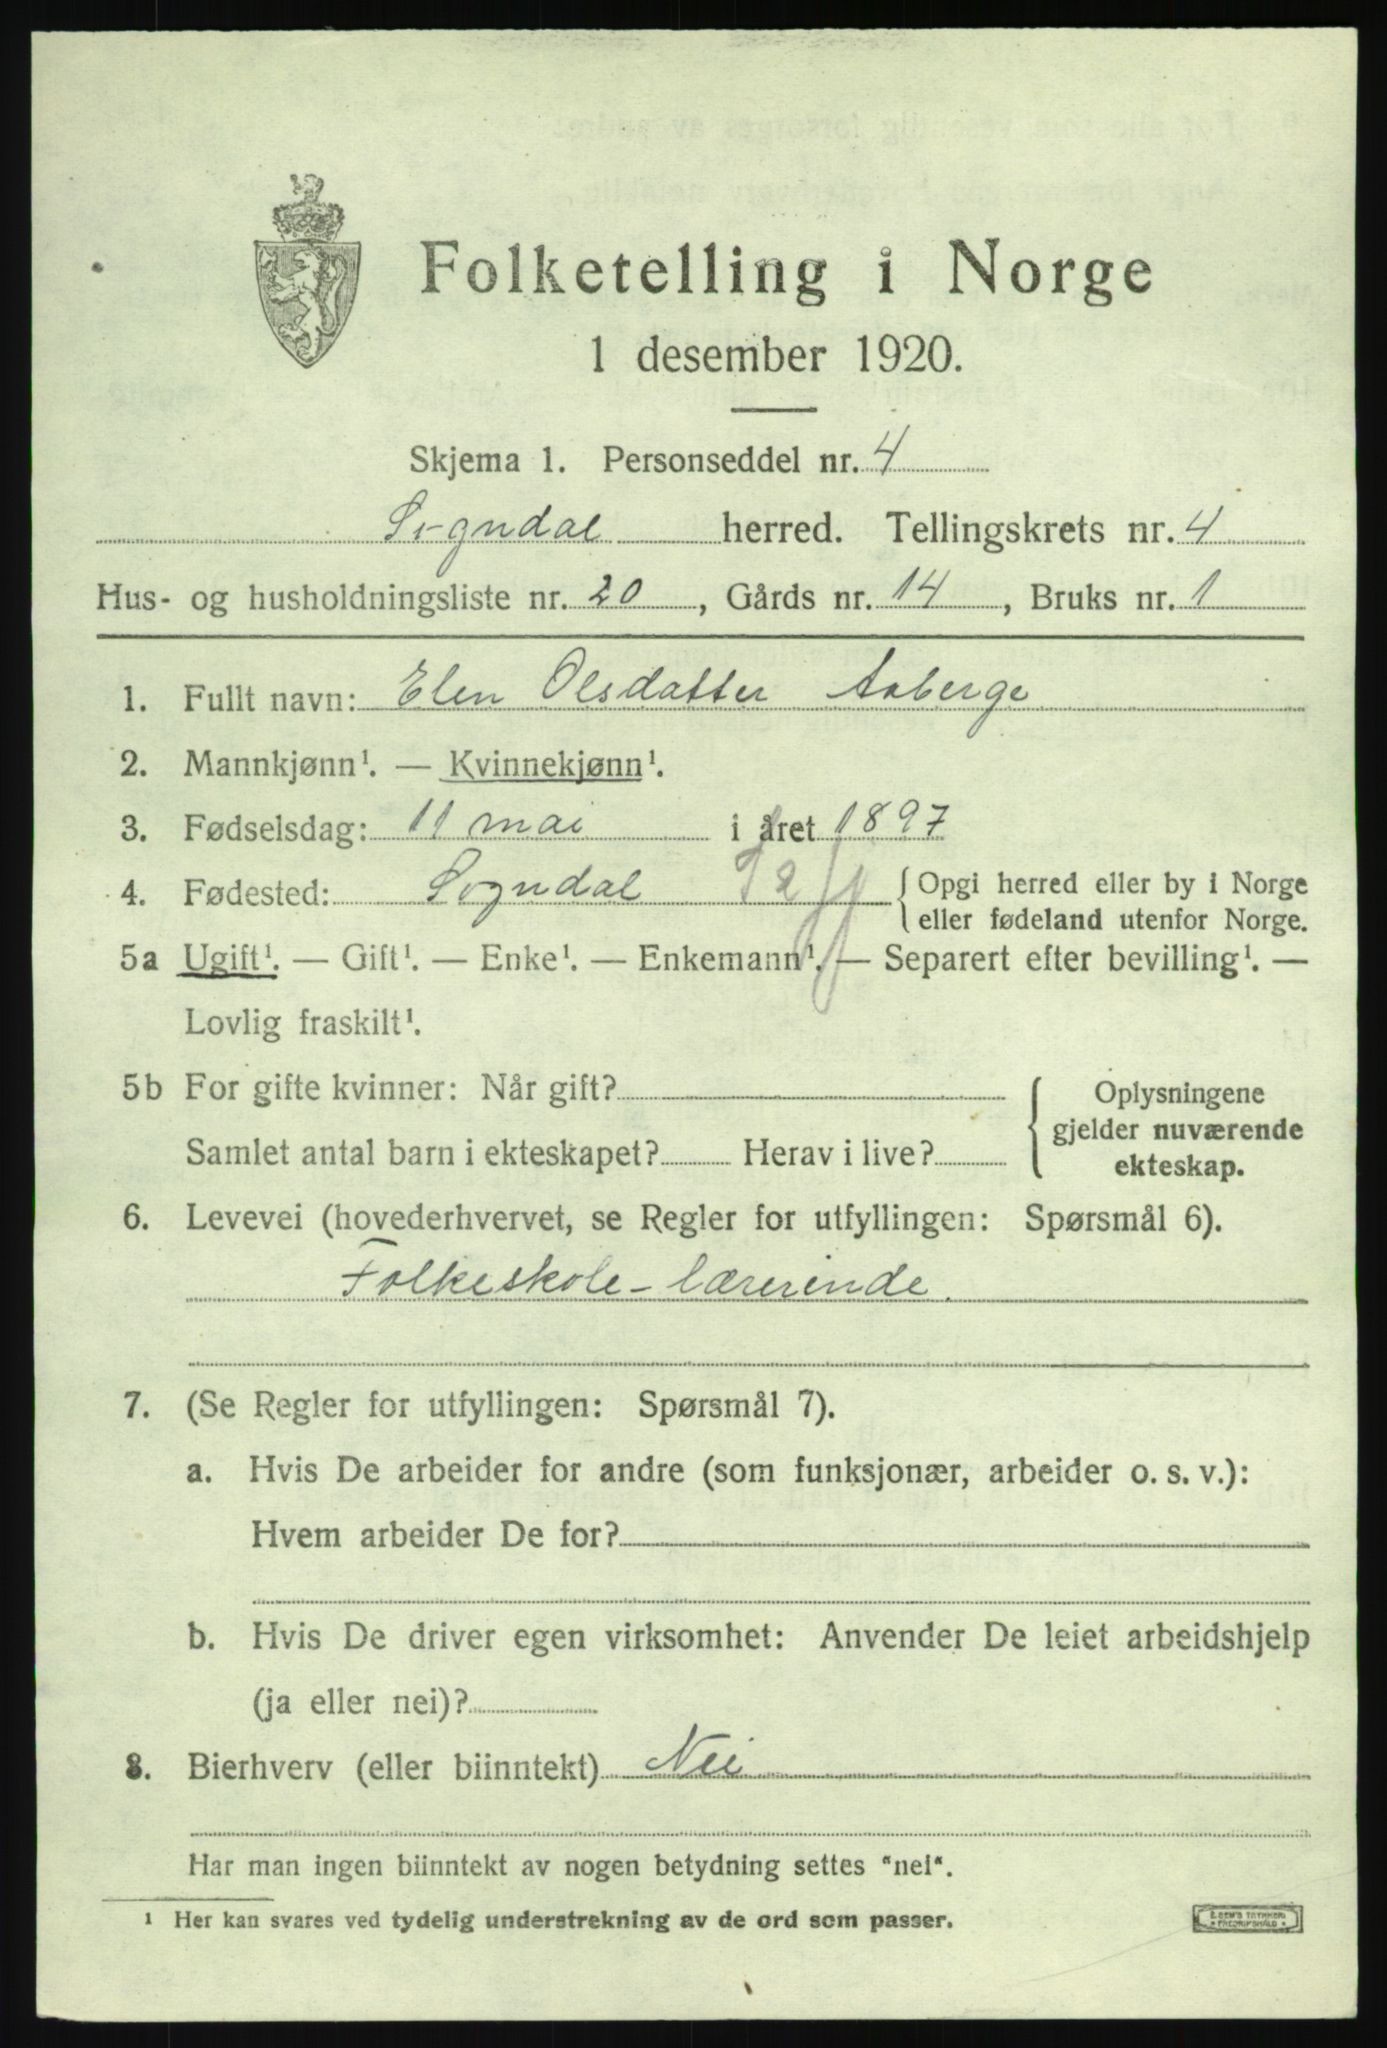 Folketelling i Norge
1 desember 1920.
Skjema 1. Personseddel nr. 4
Sogndal herred. Tellingskrets nr. 4
Hus- og husholdningsliste nr. 20, Gårds nr. 14, Bruks nr. 1
1. Fullt navn: Elen Olsdatter Aaberge
2. Mannkjønn¹. — Kvinnekjønn¹.
3. Fødselsdag: 11 mai i året 1897
4. Fødested: Sogndal { Opgi herred eller by i Norge
eller fødeland utenfor Norge.
5a Ugift¹. — Gift¹. — Enke¹. — Enkemann¹. — Separert efter bevilling¹. —
Lovlig fraskilt¹.
5b For gifte kvinner: Når gift? { Oplysningene
gjelder nuværende
Samlet antal barn i ekteskapet? Herav i live?
ekteskap.
6. Levevei (hovederhvervet, se Regler for utfyllingen: Spørsmål 6).
Folkeskole-lærerinde.
7. (Se Regler for utfyllingen: Spørsmål 7).
a. Hvis De arbeider for andre (som funksjonær, arbeider o. s. v.):
Hvem arbeider De for?
b. Hvis De driver egen virksomhet: Anvender De leiet arbeidshjelp
(ja eller nei)?
8. Bierhverv (eller biinntekt) Nei
Har man ingen biinntekt av nogen betydning settes "nei".
¹ Her kan svares ved tydelig understrekning av de ord som passer.